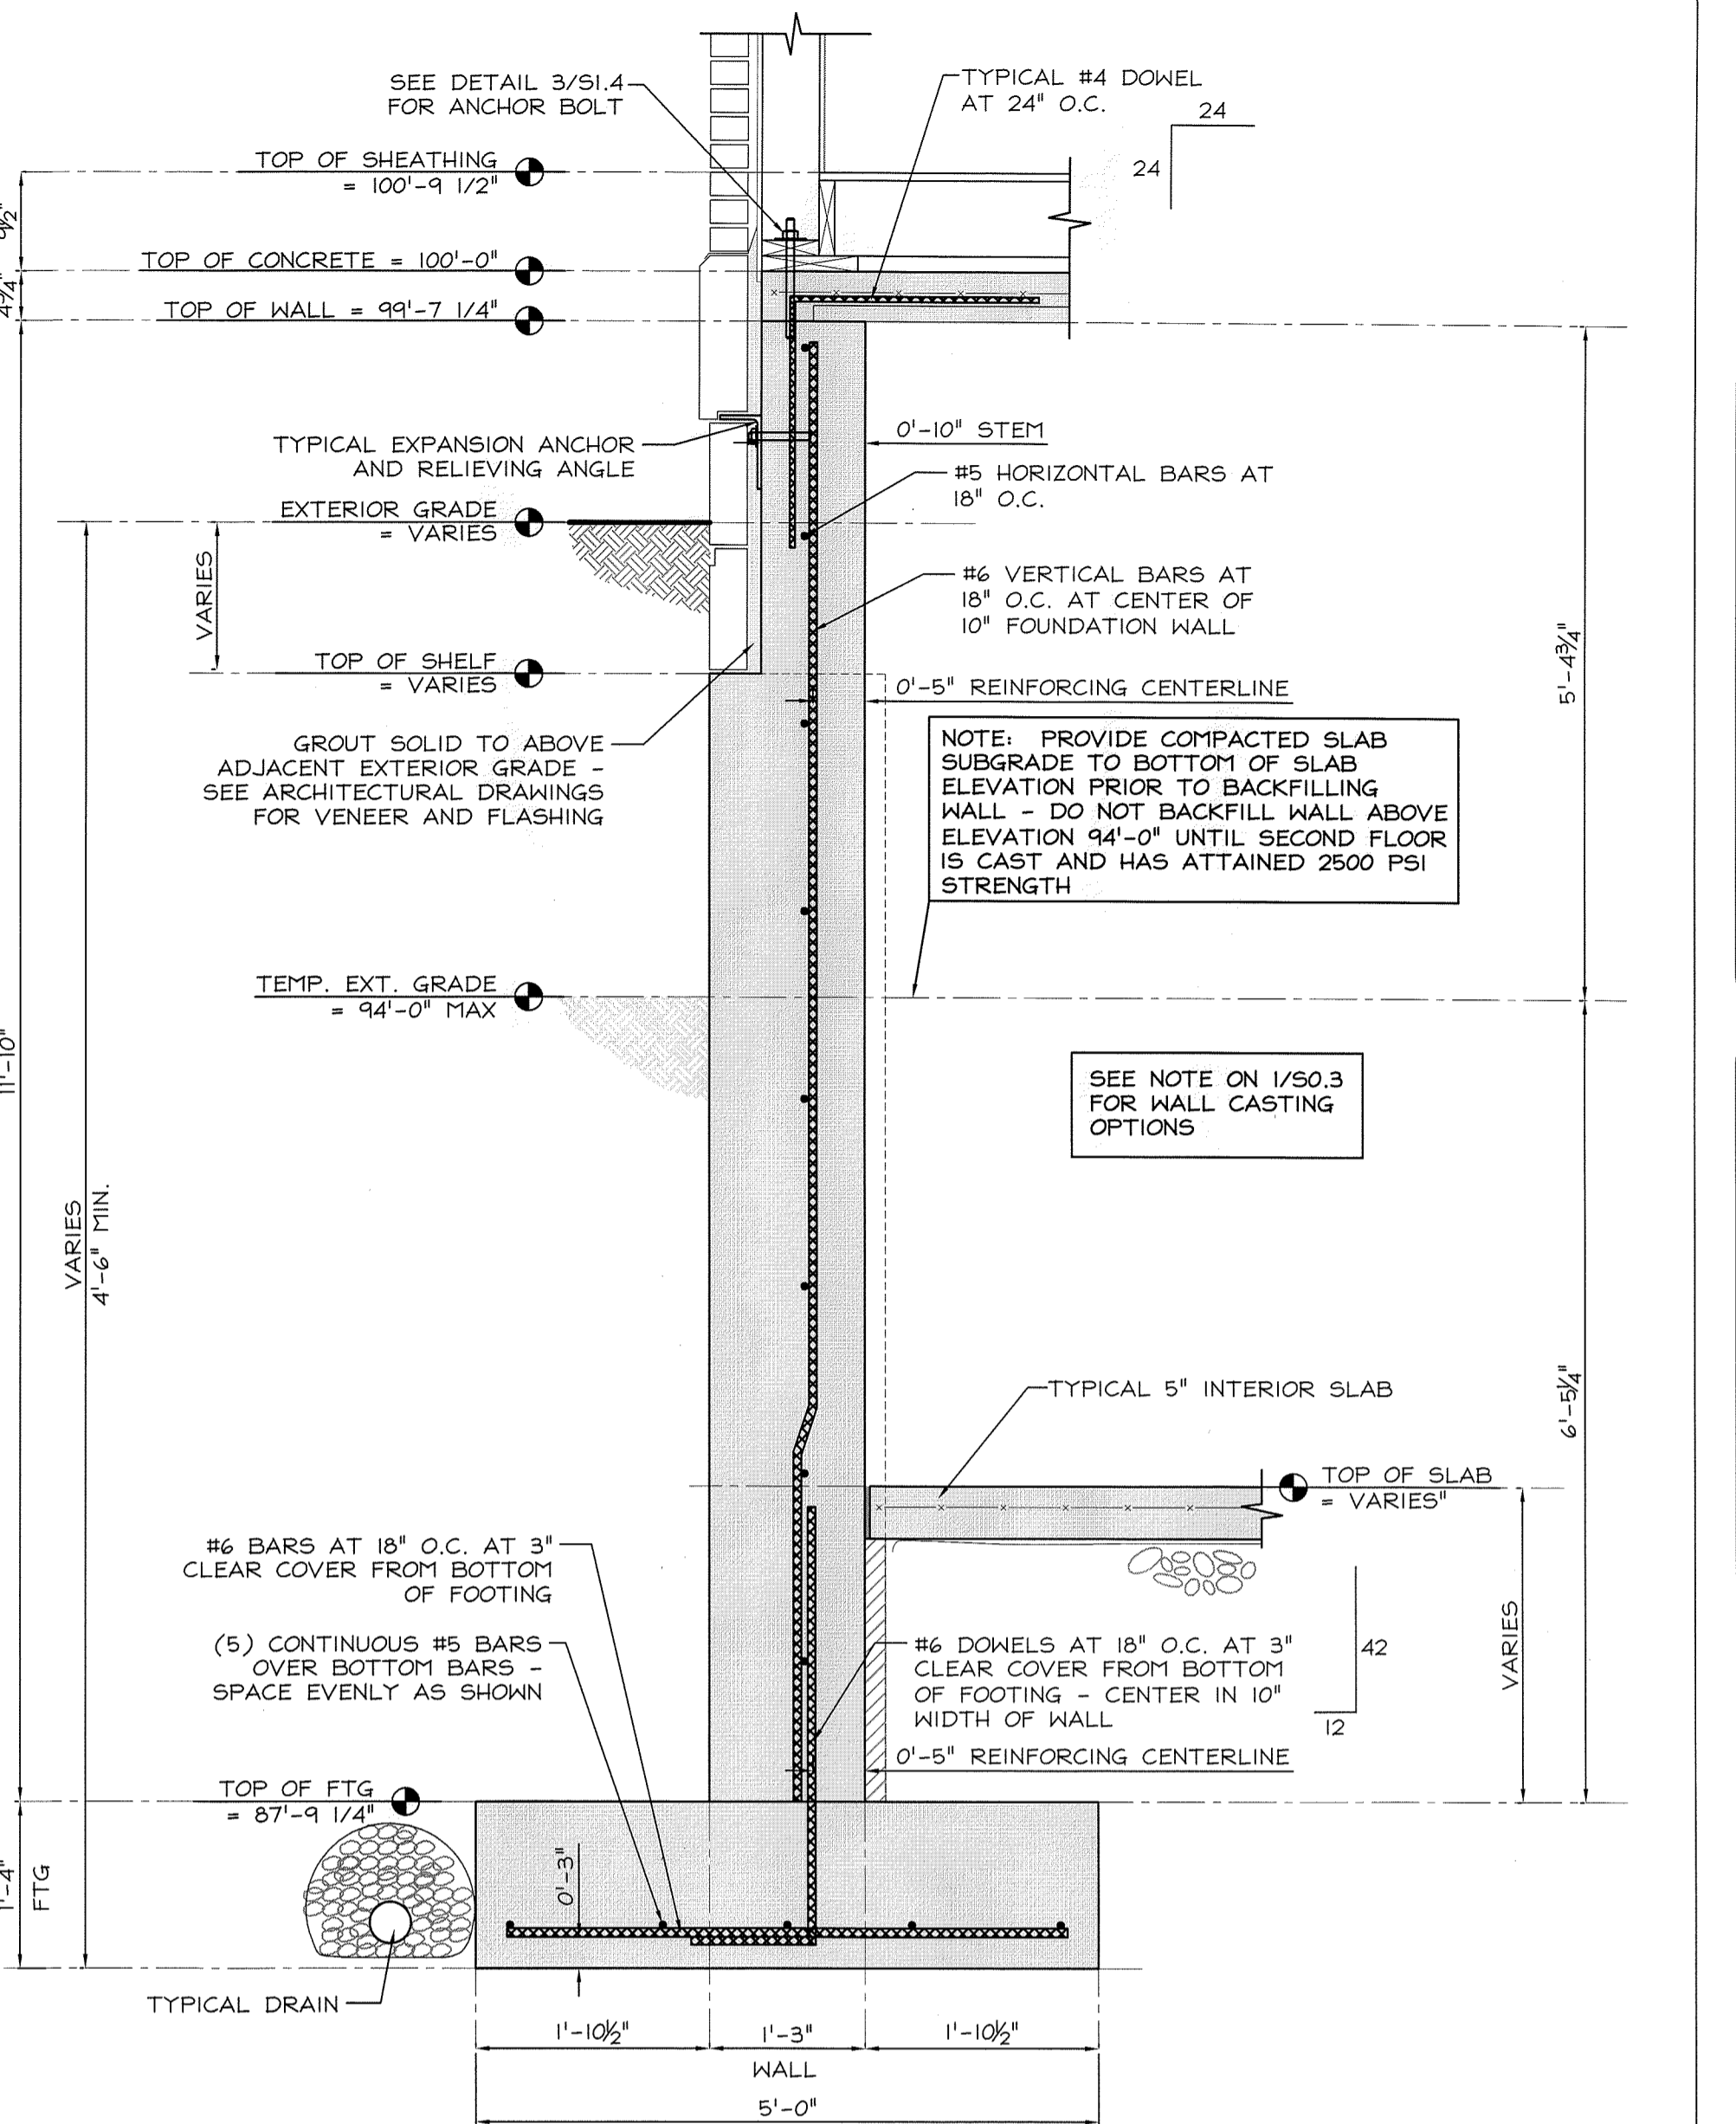 SEE DETAIL 3/S1.4
FOR ANCHOR BOLT
TYPICAL #4 DOWEL
AT 24" O.C.
24
24
TOP OF SHEATHING
= 100'-9 1/2"
9½"
TOP OF CONCRETE = 100'-0"
4¾"
TOP OF WALL = 99'-7 1/4"
TYPICAL EXPANSION ANCHOR
AND RELIEVING ANGLE
0'-10" STEM
#5 HORIZONTAL BARS AT
18" O.C.
EXTERIOR GRADE
= VARIES
VARIES
#6 VERTICAL BARS AT
18" O.C. AT CENTER OF
10" FOUNDATION WALL
5'-4¾"
TOP OF SHELF
= VARIES
0'-5" REINFORCING CENTERLINE
GROUT SOLID TO ABOVE
ADJACENT EXTERIOR GRADE -
SEE ARCHITECTURAL DRAWINGS
FOR VENEER AND FLASHING
NOTE: PROVIDE COMPACTED SLAB
SUBGRADE TO BOTTOM OF SLAB
ELEVATION PRIOR TO BACKFILLING
WALL - DO NOT BACKFILL WALL ABOVE
ELEVATION 94'-0" UNTIL SECOND FLOOR
IS CAST AND HAS ATTAINED 2500 PSI
STRENGTH
TEMP. EXT. GRADE
= 94'-0" MAX
11'-10"
SEE NOTE ON 1/S0.3
FOR WALL CASTING
OPTIONS
VARIES
4'-6" MIN.
6'-5¼"
TYPICAL 5" INTERIOR SLAB
TOP OF SLAB
= VARIES"
#6 BARS AT 18" O.C. AT 3"
CLEAR COVER FROM BOTTOM
OF FOOTING
(5) CONTINUOUS #5 BARS
OVER BOTTOM BARS -
SPACE EVENLY AS SHOWN
#6 DOWELS AT 18" O.C. AT 3"
CLEAR COVER FROM BOTTOM
OF FOOTING - CENTER IN 10"
WIDTH OF WALL
42
12
VARIES
0'-5" REINFORCING CENTERLINE
TOP OF FTG
= 87'-9 1/4"
1'-4"
FTG
0'-3"
TYPICAL DRAIN
1'-10½"
1'-3"
1'-10½"
WALL
5'-0"